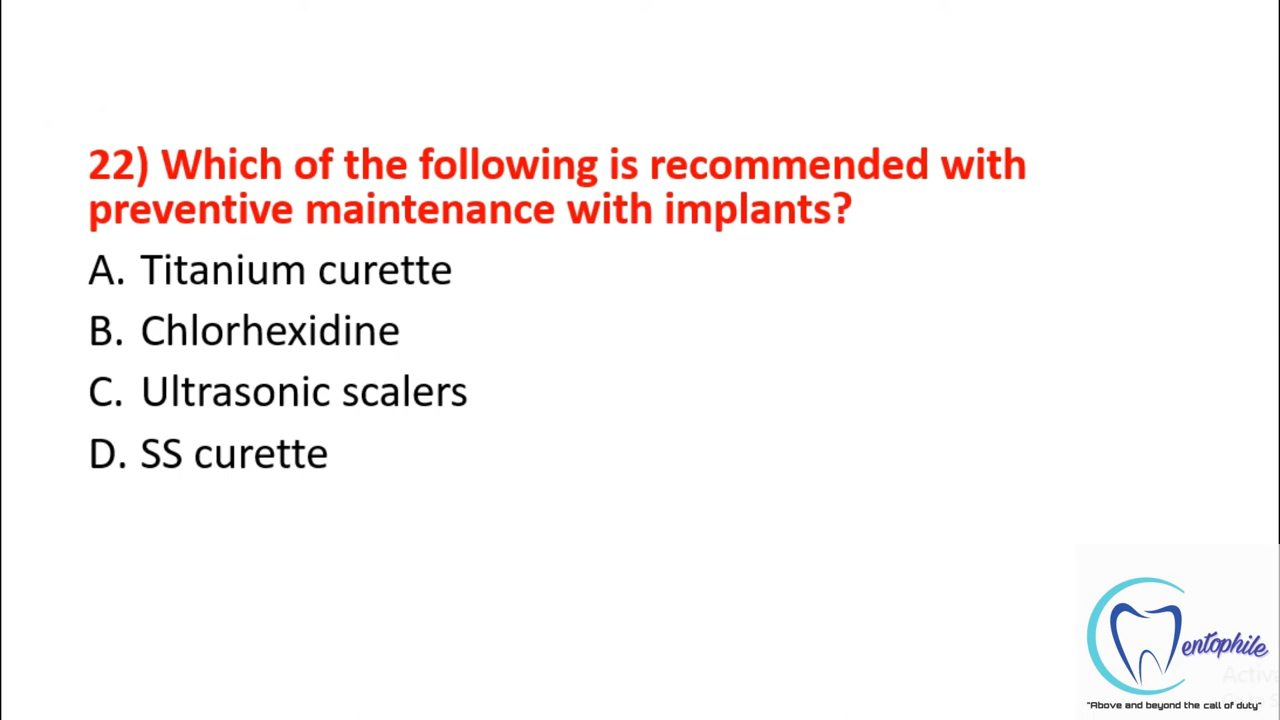 22) Which of the following is recommended with
preventive maintenance with implants?
A. Titanium curette
B. Chlorhexidine
C. Ultrasonic scalers
D. SS curette
entophile
Activ
"Above and beyond the call of duty"